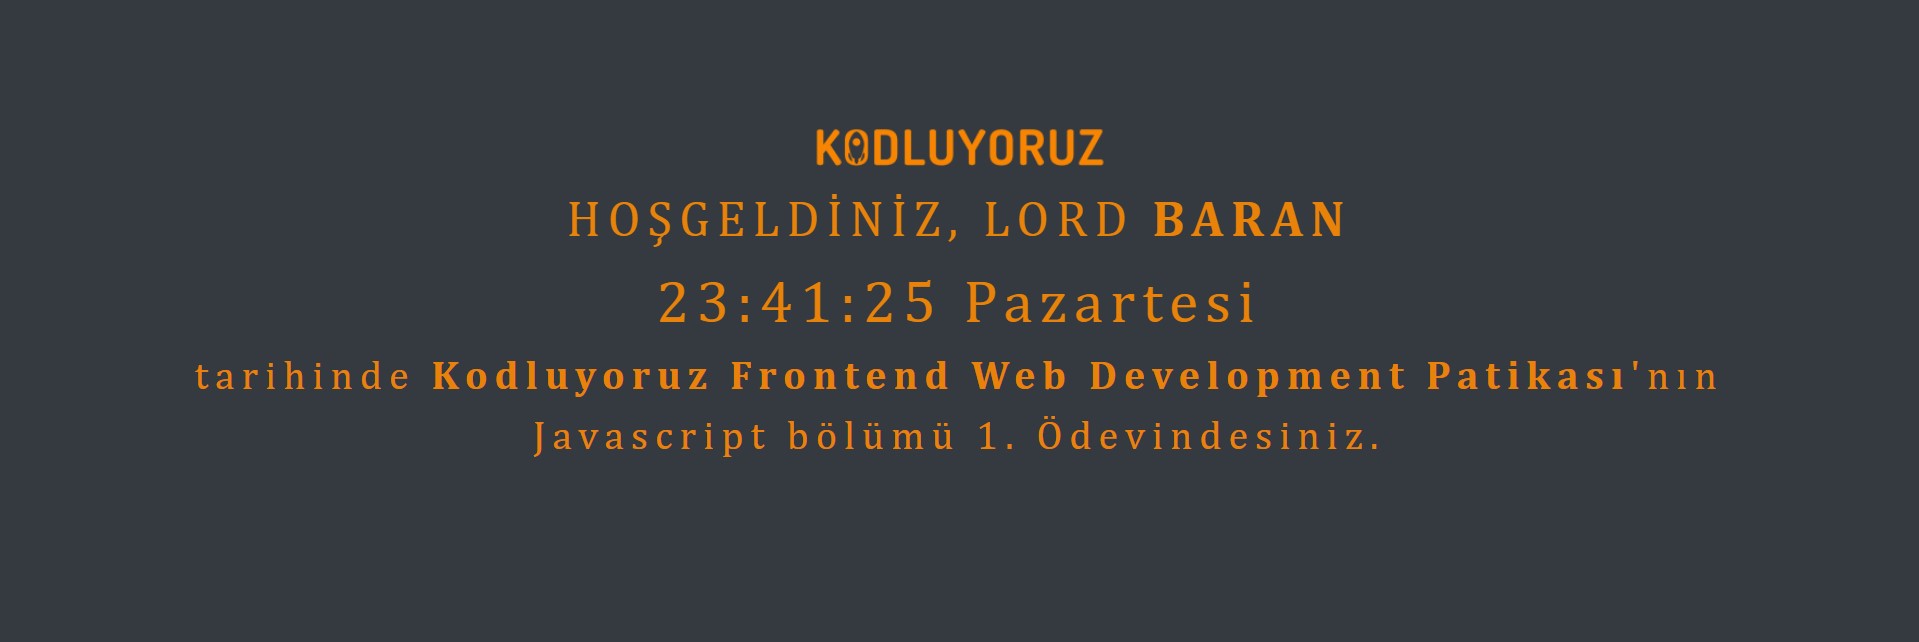 KODLUYORUZ
HOŞGELDİNİZ, LORD BARAN
23:41:25 Pazartesi
tarihinde Kodluyoruz Frontend Web Development Patikası'nın
Javascript bölümü 1. Ödevindesiniz.